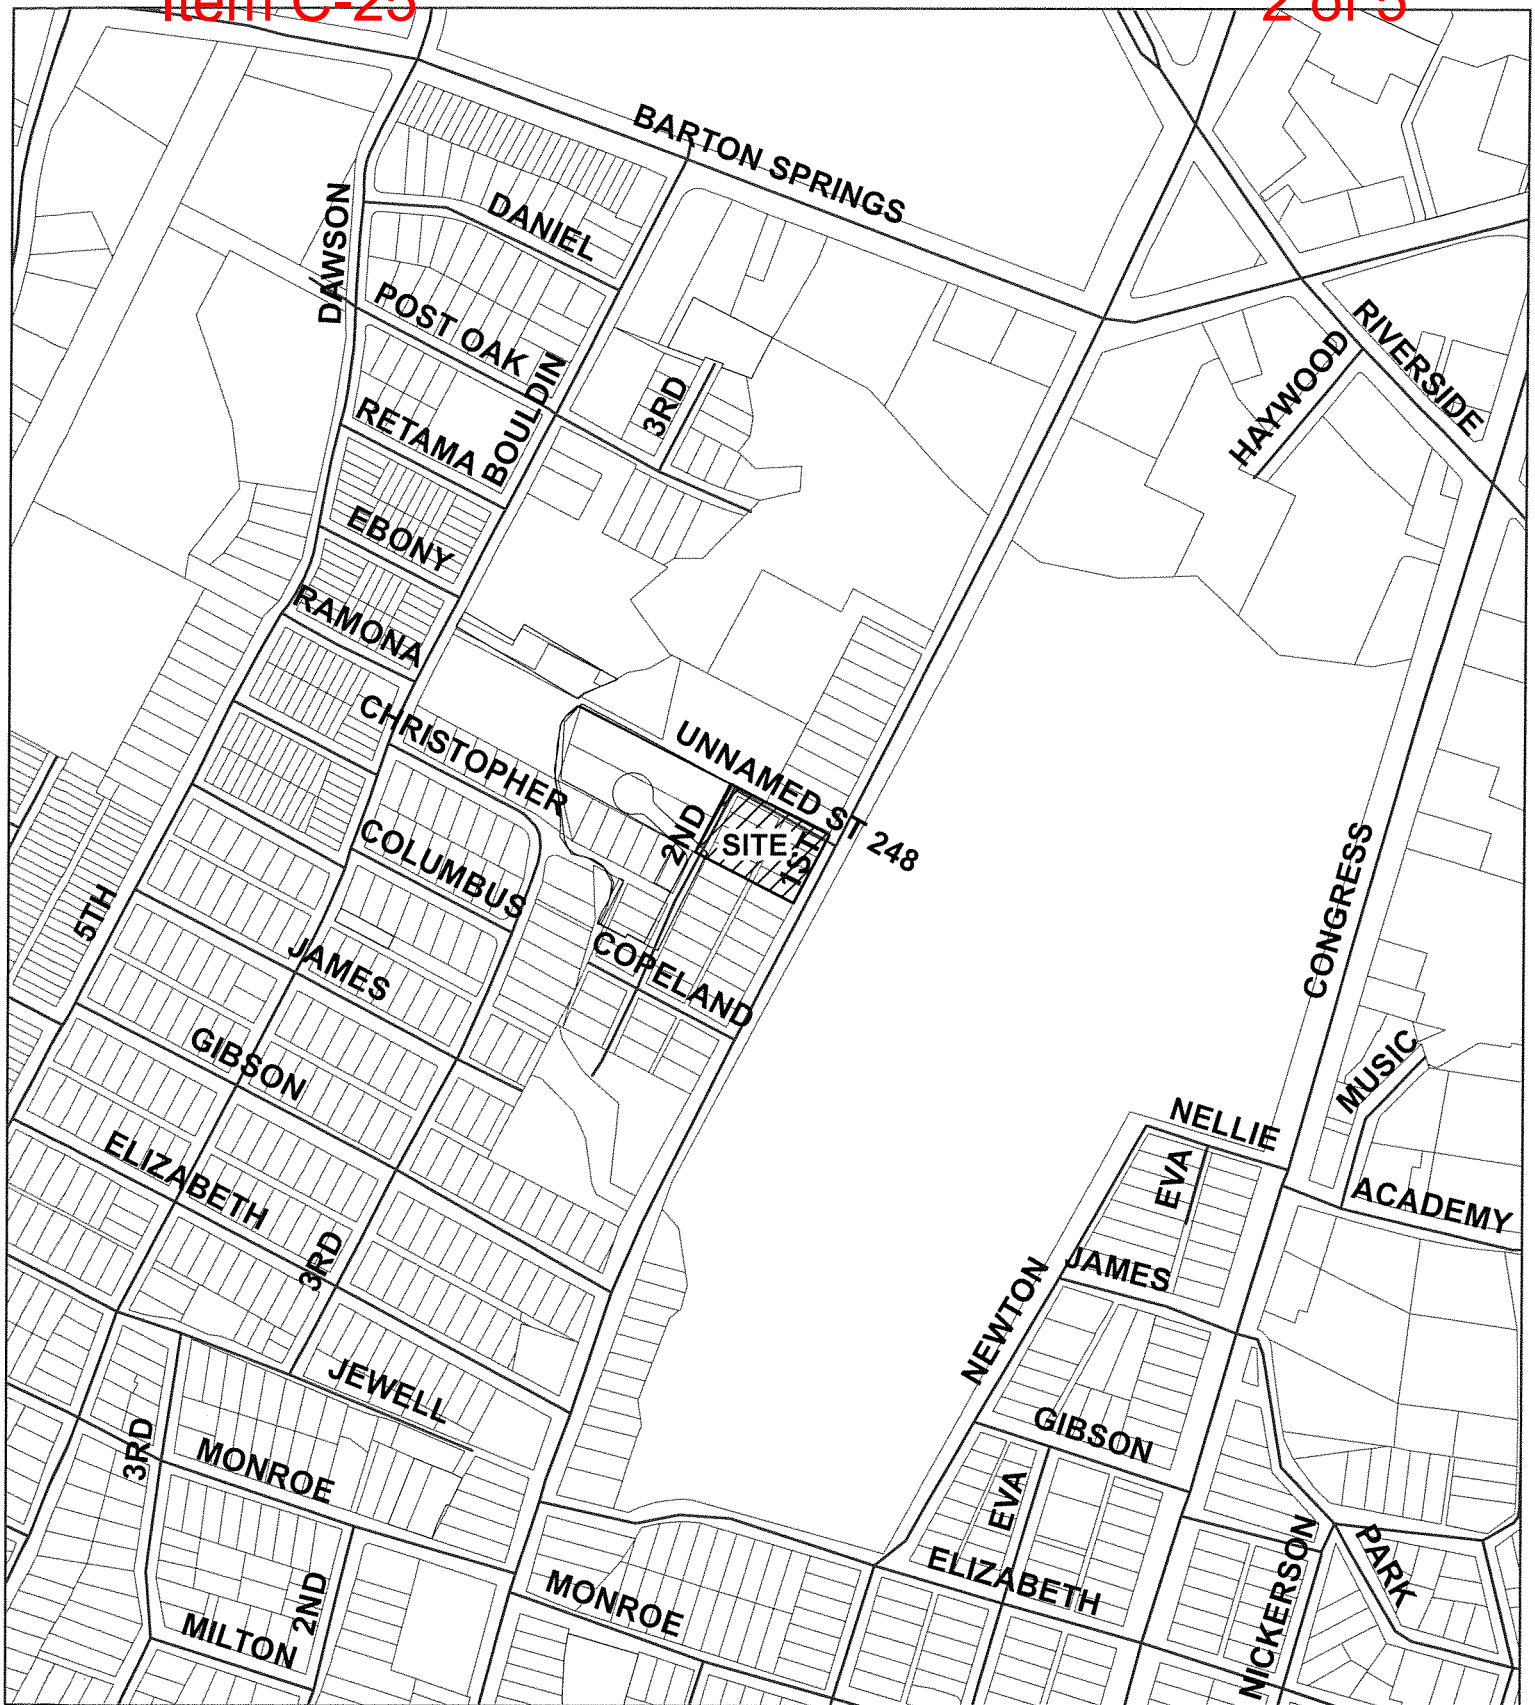 Item C-25
2 of 5
BARTON SPRINGS
DAWSON
DANIEL
POST OAK
BOULDIN
3RD
RIVERSIDE
HAYWOOD
RETAMA
EBONY
RAMONA
CHRISTOPHER
UNNAMED ST 248
2ND
SITE
1ST
COLUMBUS
CONGRESS
5TH
JAMES
COPELAND
GIBSON
MUSIC
NELLIE
EVA
ACADEMY
ELIZABETH
3RD
JAMES
NEWTON
JEWELL
GIBSON
3RD
MONROE
EVA
NICKERSON
PARK
ELIZABETH
2ND
MONROE
MILTON